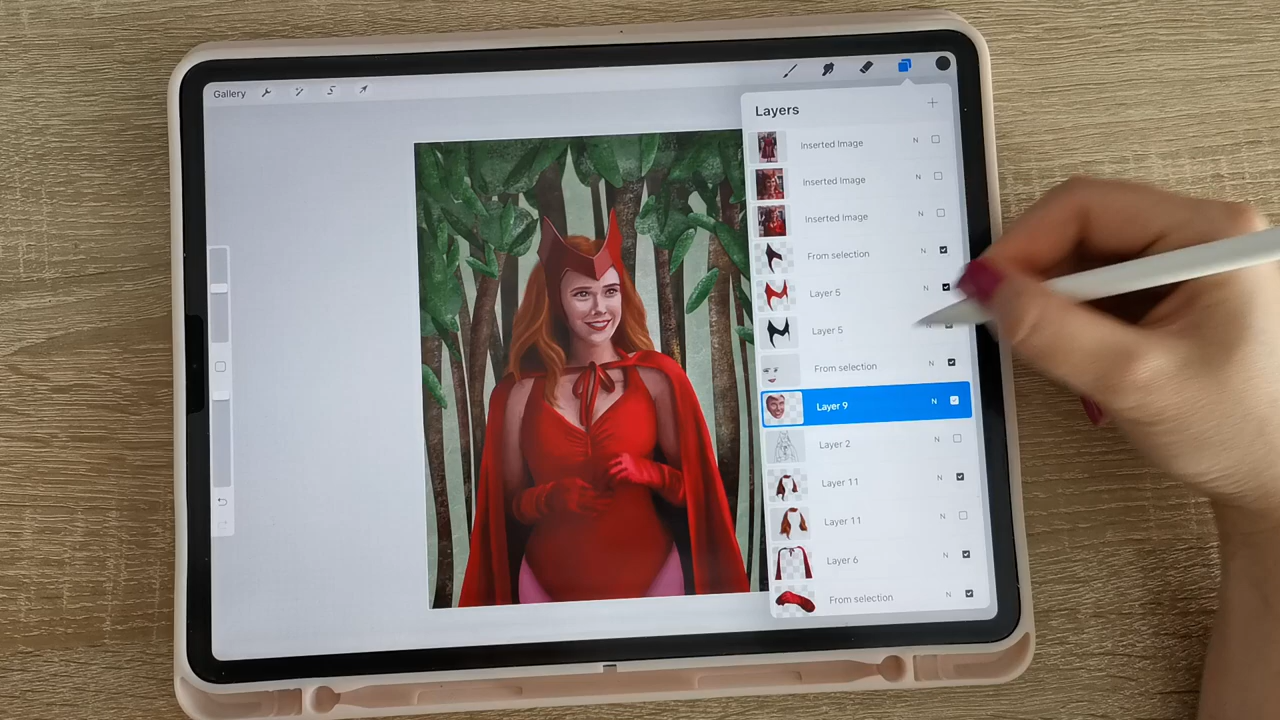 Gallery
Layers
Inserted Image N
Inserted Image N
Inserted Image N
From selection N
Layer 5 N
Layer 5 N
From selection N
Layer 9 N
Layer 2 N
Layer 11 N
Layer 11 N
Layer 6 N
From selection N